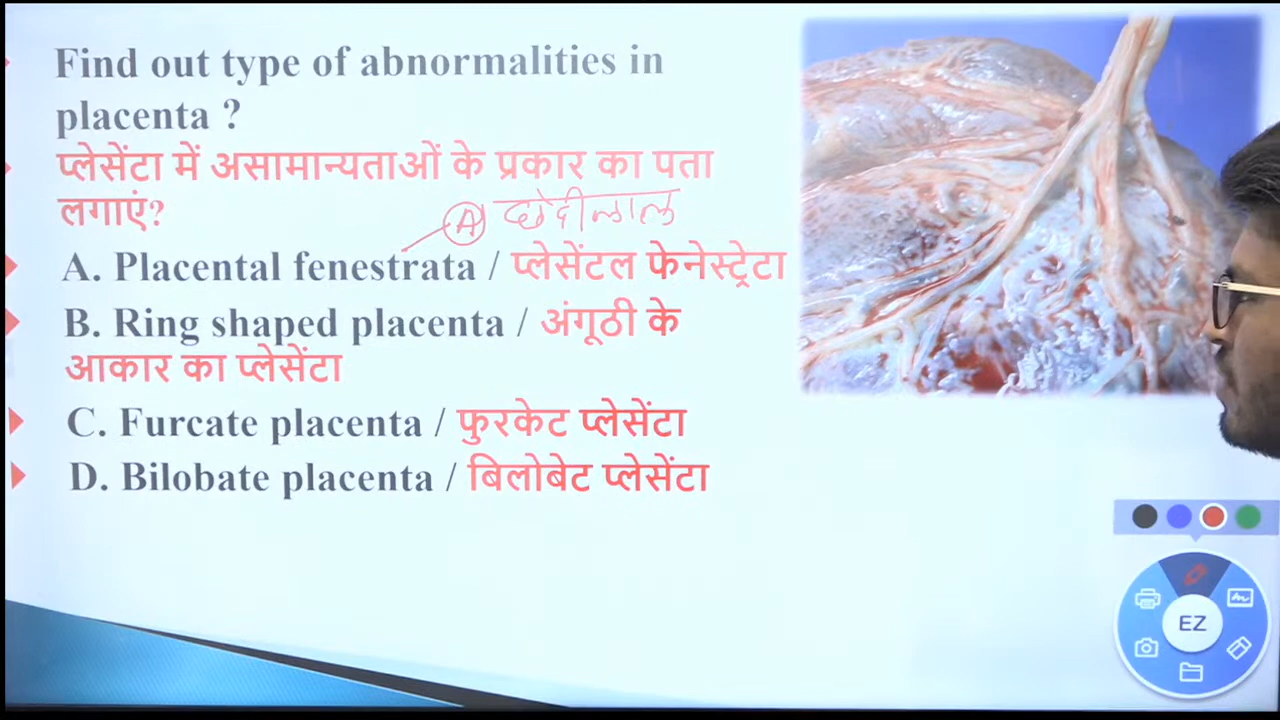 Find out type of abnormalities in
placenta ?
प्लेसेंटा में असामान्यताओं के प्रकार का पता
लगाएं?
A छेदीलाल
A. Placental fenestrata / प्लेसेंटल फेनेस्ट्रेटा
B. Ring shaped placenta / अंगूठी के
आकार का प्लेसेंटा
C. Furcate placenta / फुरकेट प्लेसेंटा
D. Bilobate placenta / बिलोबेट प्लेसेंटा
EZ